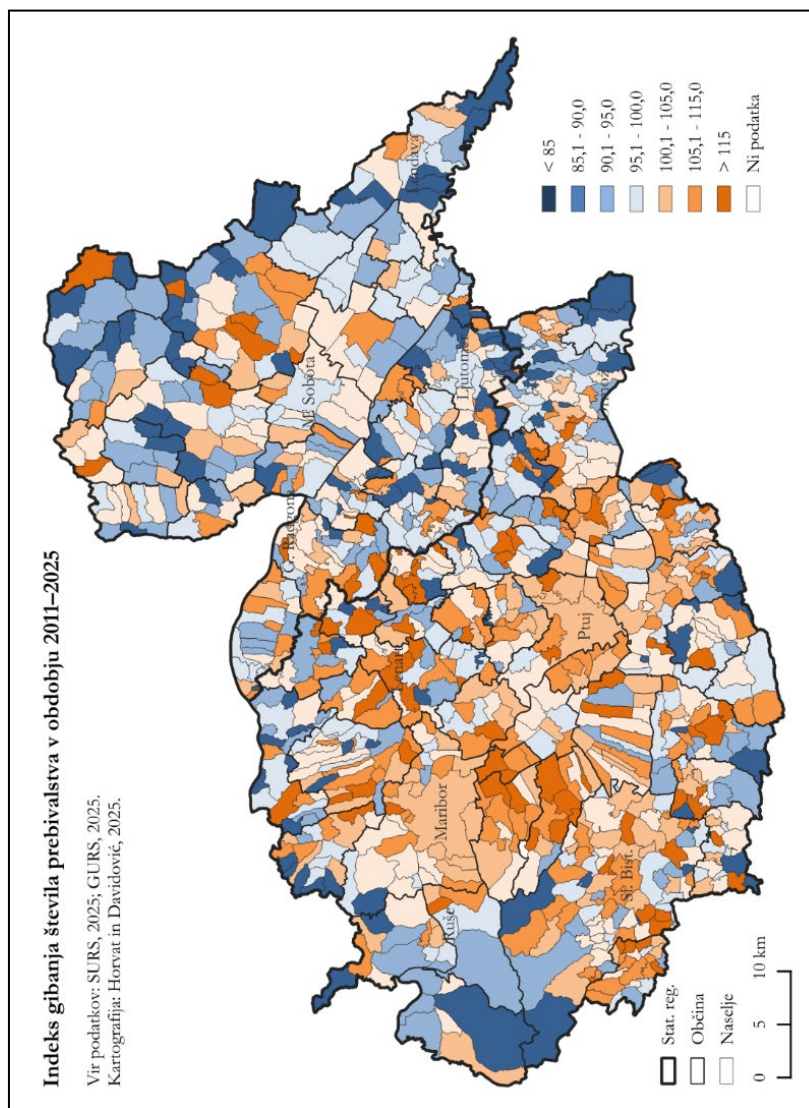 Indeks gibanja števila prebivalstva v obdobju 2011–2025
Vir podatkov: SURS, 2025; GURS, 2025.
Kartografija: Horvat in Davidović, 2025.
G. Radgona
M. Sobota
Lenart
Maribor
Ruše
Ptuj
Sl. Bist.
Ljutomer
Lendava
< 85
85,1 - 90,0
90,1 - 95,0
95,1 - 100,0
100,1 - 105,0
105,1 - 115,0
> 115
Ni podatka
Stat. reg.
Občina
Naselje
0 5 10 km